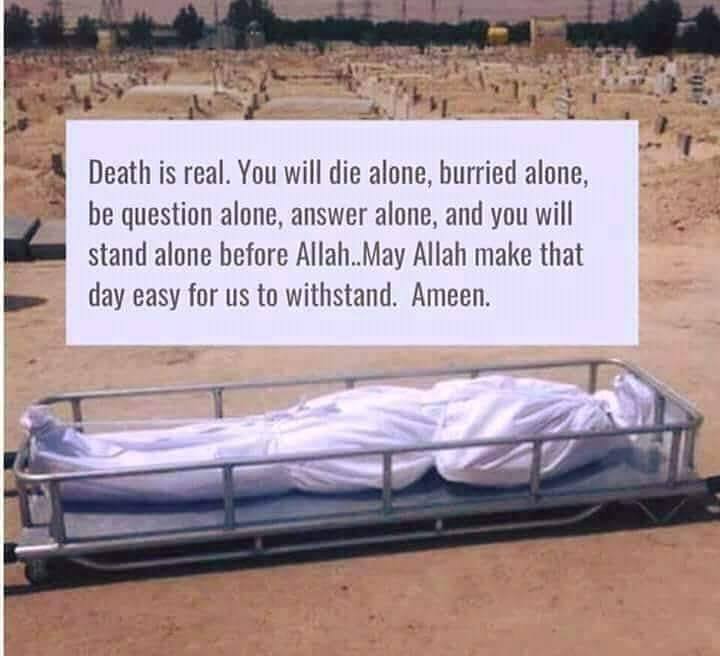 Death is real. You will die alone, burried alone,
be question alone, answer alone, and you will
stand alone before Allah..May Allah make that
day easy for us to withstand.  Ameen.